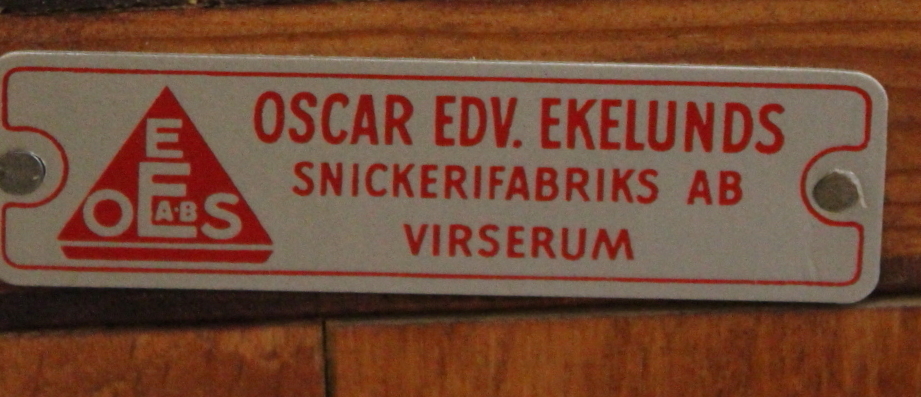 OSCAR EDV. EKELUNDS
SNICKERIFABRIKS AB
VIRSERUM
E
O E S
A·B